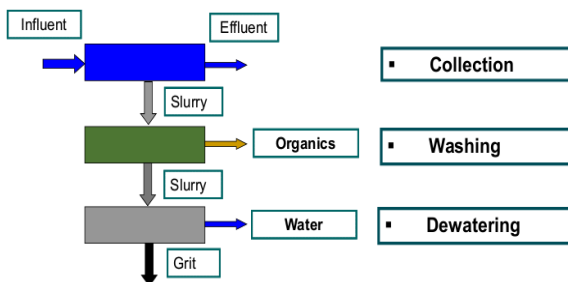 Influent
Effluent
▪ Collection
Slurry
Organics
▪ Washing
Slurry
Water
▪ Dewatering
Grit